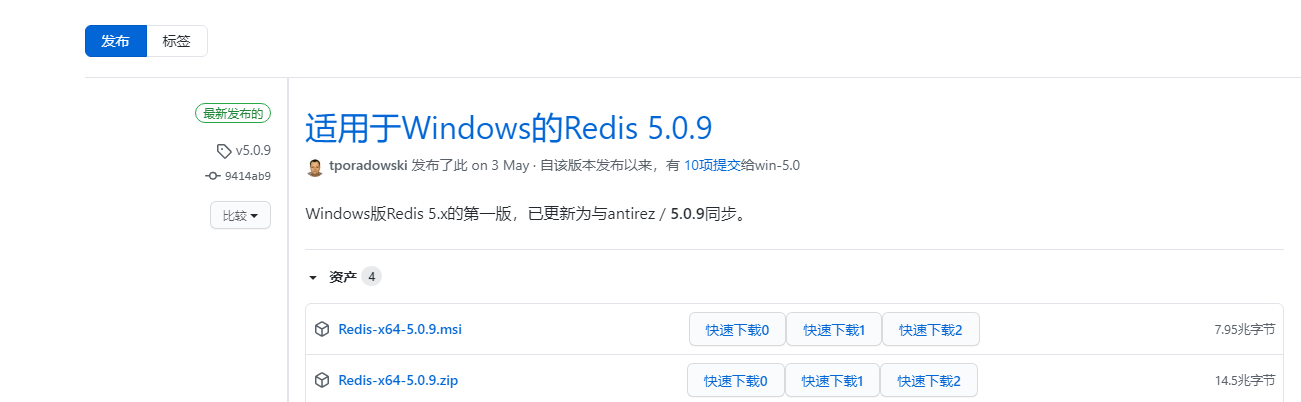 发布 标签
最新发布的
v5.0.9
9414ab9
比较
适用于Windows的Redis 5.0.9
tporadowski 发布了此 on 3 May · 自该版本发布以来，有 10项提交给win-5.0
Windows版Redis 5.x的第一版，已更新为与antirez / 5.0.9同步。
资产 4
Redis-x64-5.0.9.msi 快速下载0 快速下载1 快速下载2 7.95兆字节
Redis-x64-5.0.9.zip 快速下载0 快速下载1 快速下载2 14.5兆字节